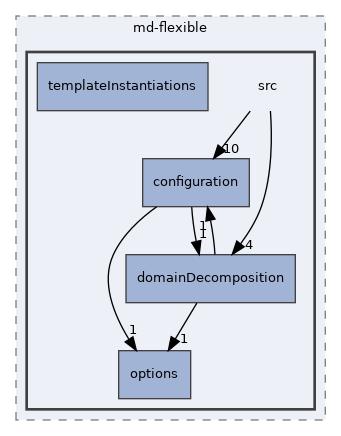 md-flexible
templateInstantiations
src
10
configuration
1
1
4
domainDecomposition
1
1
options